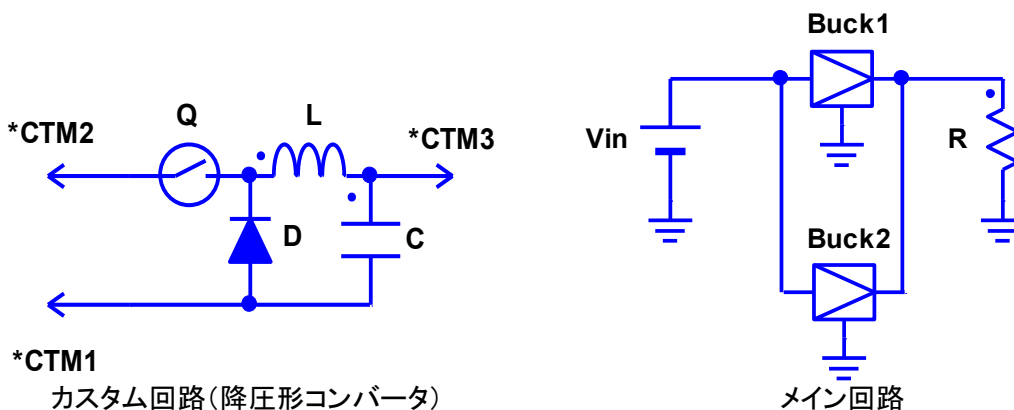 Buck1
Q
L
*CTM2
*CTM3
Vin
R
D
C
Buck2
*CTM1
カスタム回路(降圧形コンバータ)
メイン回路